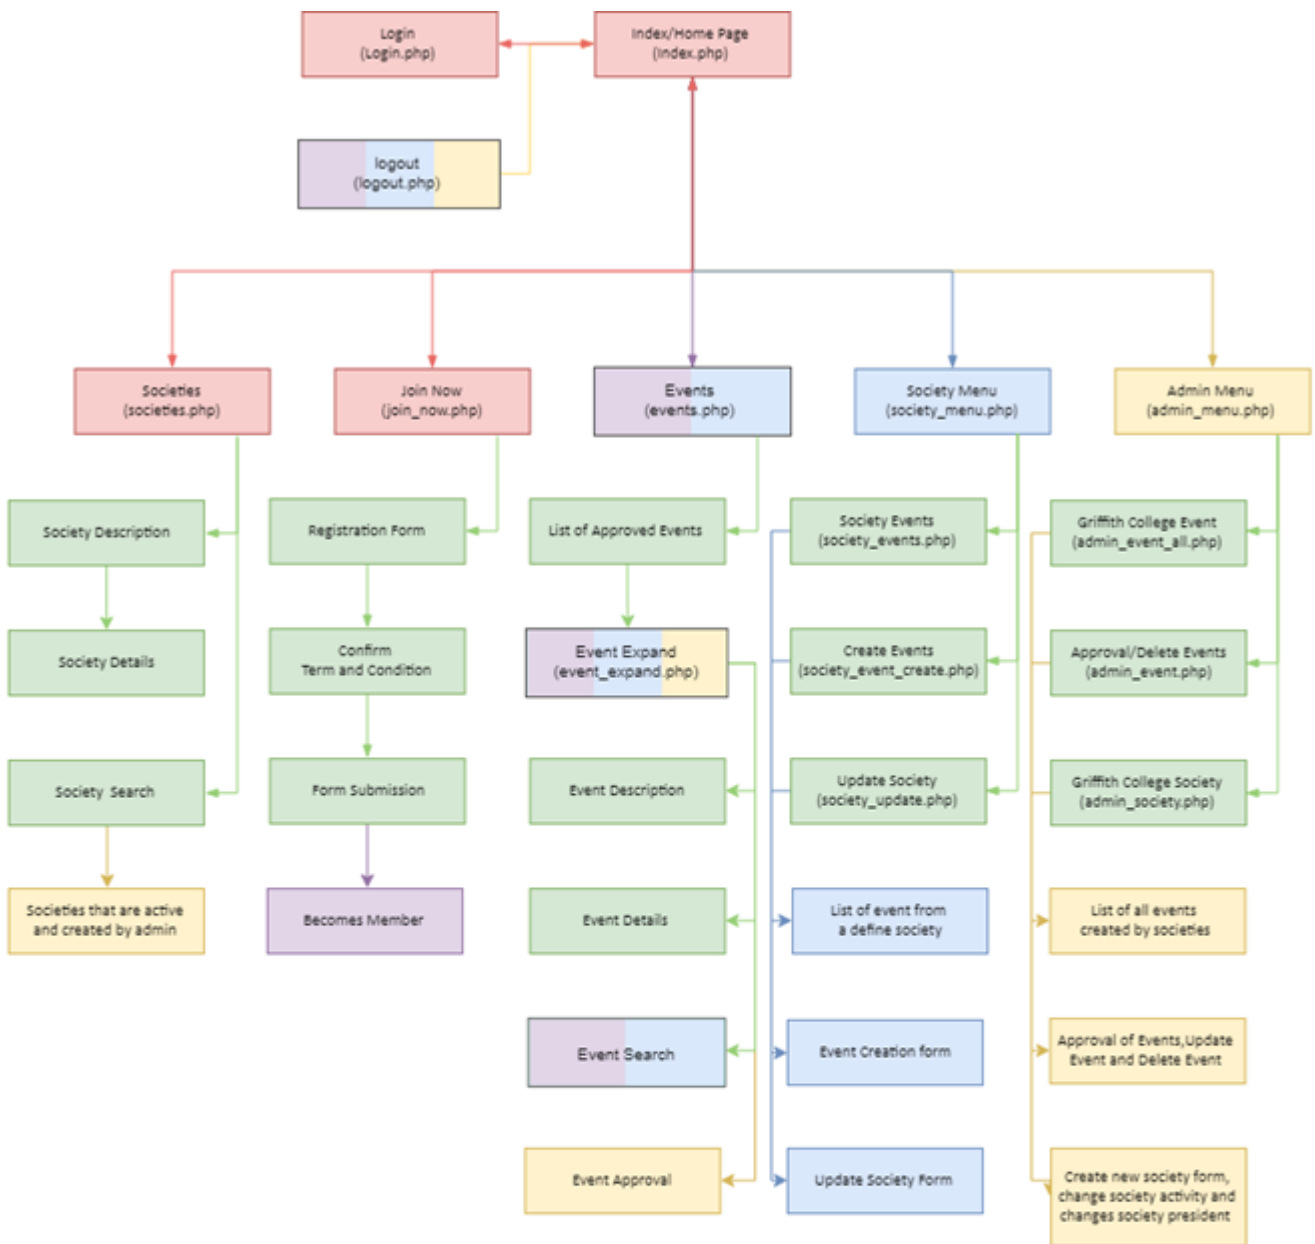 Login
(Login.php)
Index/Home Page
(Index.php)
logout
(logout.php)
Societies
(societies.php)
Join Now
(join_now.php)
Events
(events.php)
Society Menu
(society_menu.php)
Admin Menu
(admin_menu.php)
Society Description
Registration Form
List of Approved Events
Society Events
(society_events.php)
Griffith College Event
(admin_event_all.php)
Society Details
Confirm
Term and Condition
Event Expand
(event_expand.php)
Create Events
(society_event_create.php)
Approval/Delete Events
(admin_event.php)
Society Search
Form Submission
Event Description
Update Society
(society_update.php)
Griffith College Society
(admin_society.php)
Societies that are active
and created by admin
Becomes Member
Event Details
List of event from
a define society
List of all events
created by societies
Event Search
Event Creation form
Approval of Events,Update
Event and Delete Event
Event Approval
Update Society Form
Create new society form,
change society activity and
changes society president